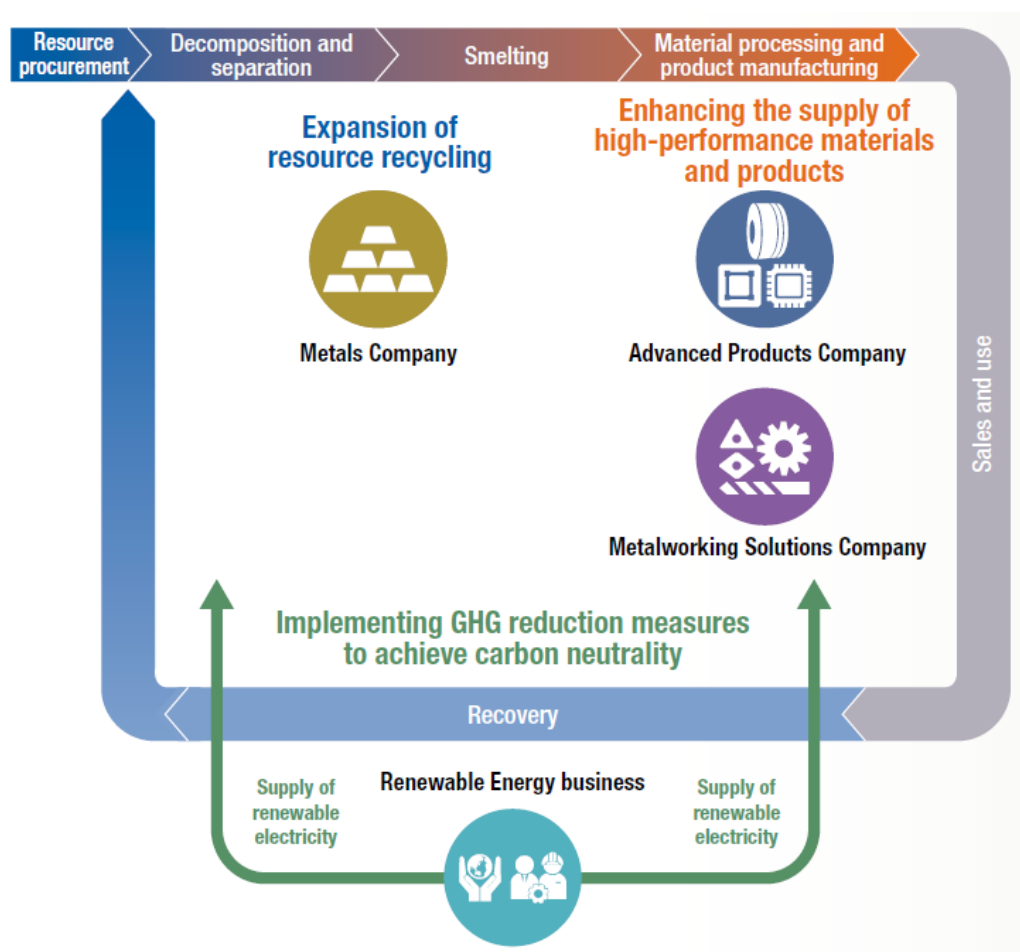 Resource
procurement
Decomposition and
separation
Smelting
Material processing and
product manufacturing
Expansion of
resource recycling
Enhancing the supply of
high-performance materials
and products
Metals Company
Advanced Products Company
Sales and use
Metalworking Solutions Company
Implementing GHG reduction measures
to achieve carbon neutrality
Recovery
Supply of
renewable
electricity
Renewable Energy business
Supply of
renewable
electricity